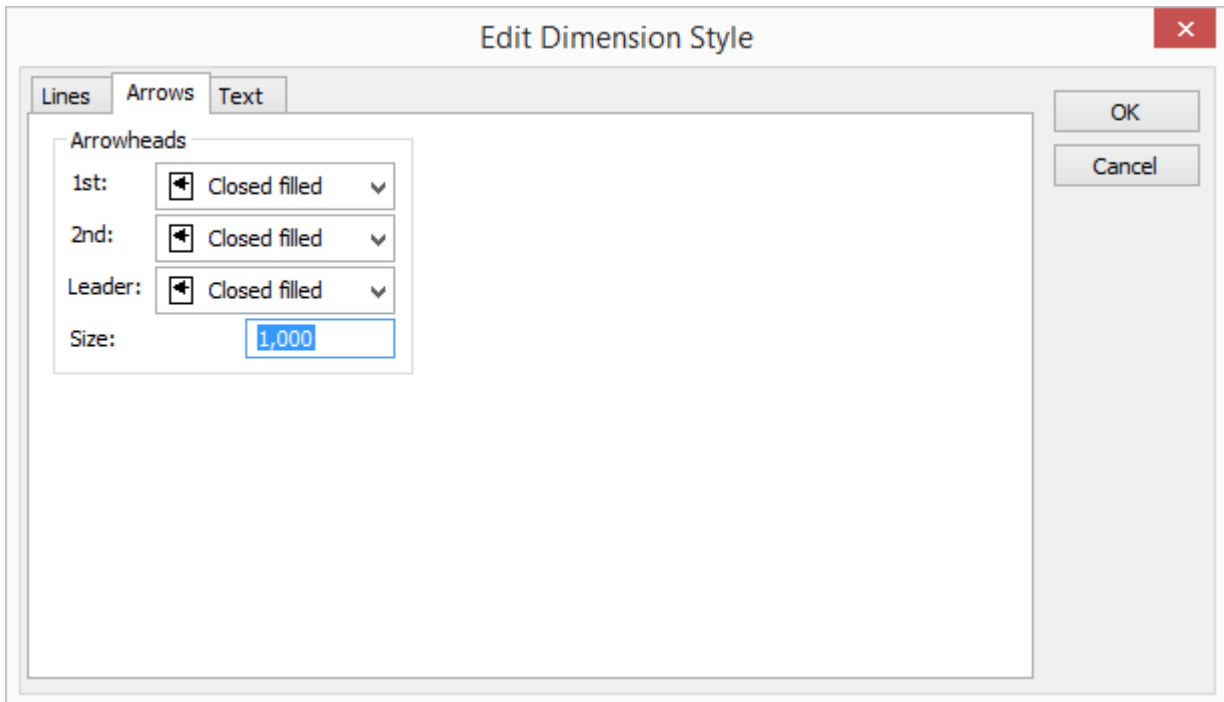 Edit Dimension Style
Lines Arrows Text
OK
Cancel
Arrowheads
1st: Closed filled
2nd: Closed filled
Leader: Closed filled
Size: 1,000